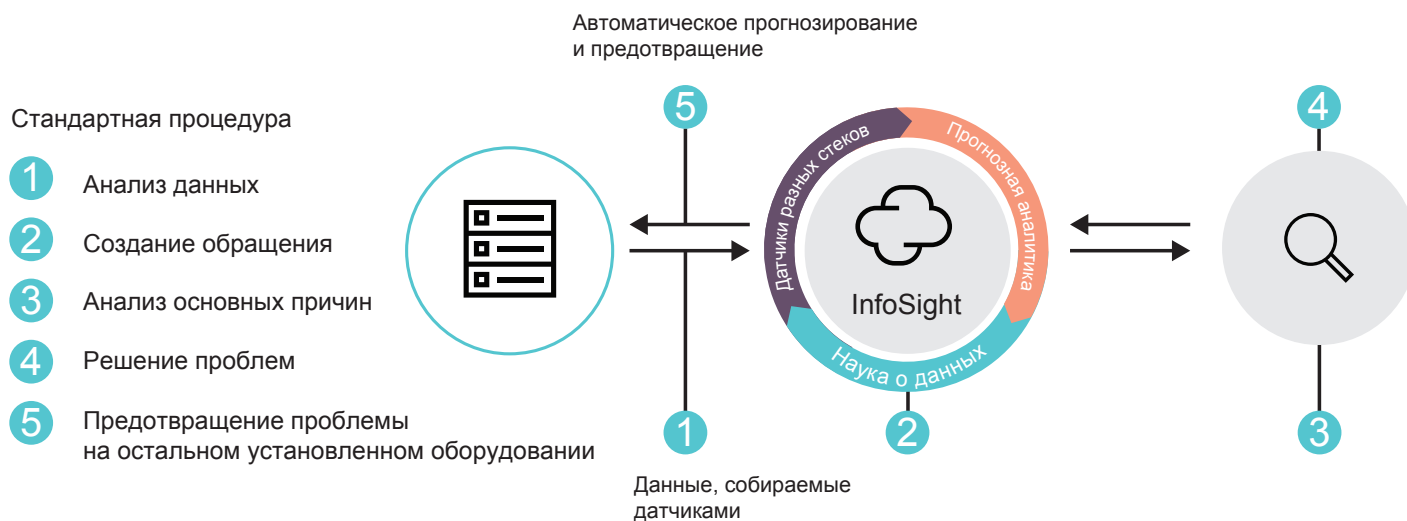 Автоматическое прогнозирование
и предотвращение
Стандартная процедура
1 Анализ данных
2 Создание обращения
3 Анализ основных причин
4 Решение проблем
5 Предотвращение проблемы
на остальном установленном оборудовании
5
1
Данные, собираемые
датчиками
Датчики разных стеков
Прогнозная аналитика
Наука о данных
InfoSight
2
4
3